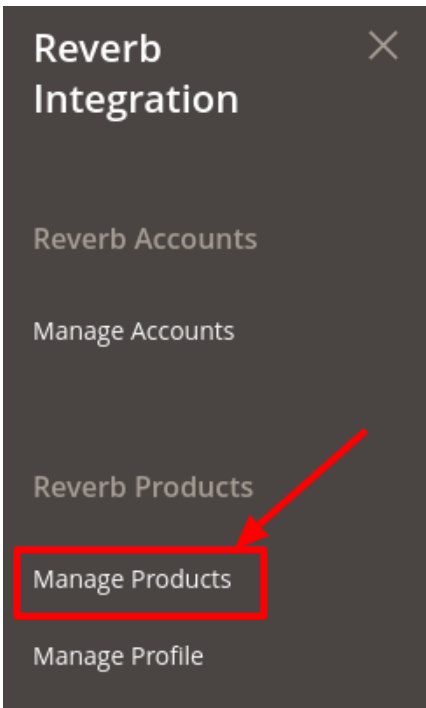 Reverb
Integration
Reverb Accounts
Manage Accounts
Reverb Products
Manage Products
Manage Profile